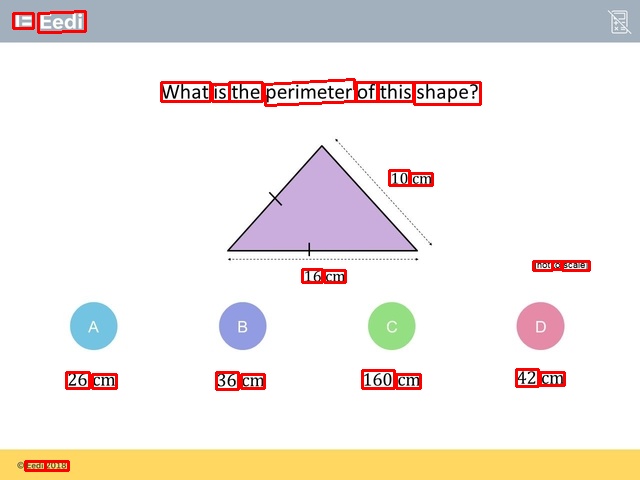 Eedi
What is the perimeter of this shape?
10 cm
not to scale
16 cm
A
B
C
D
26 cm
36 cm
160 cm
42 cm
© Eedi 2018